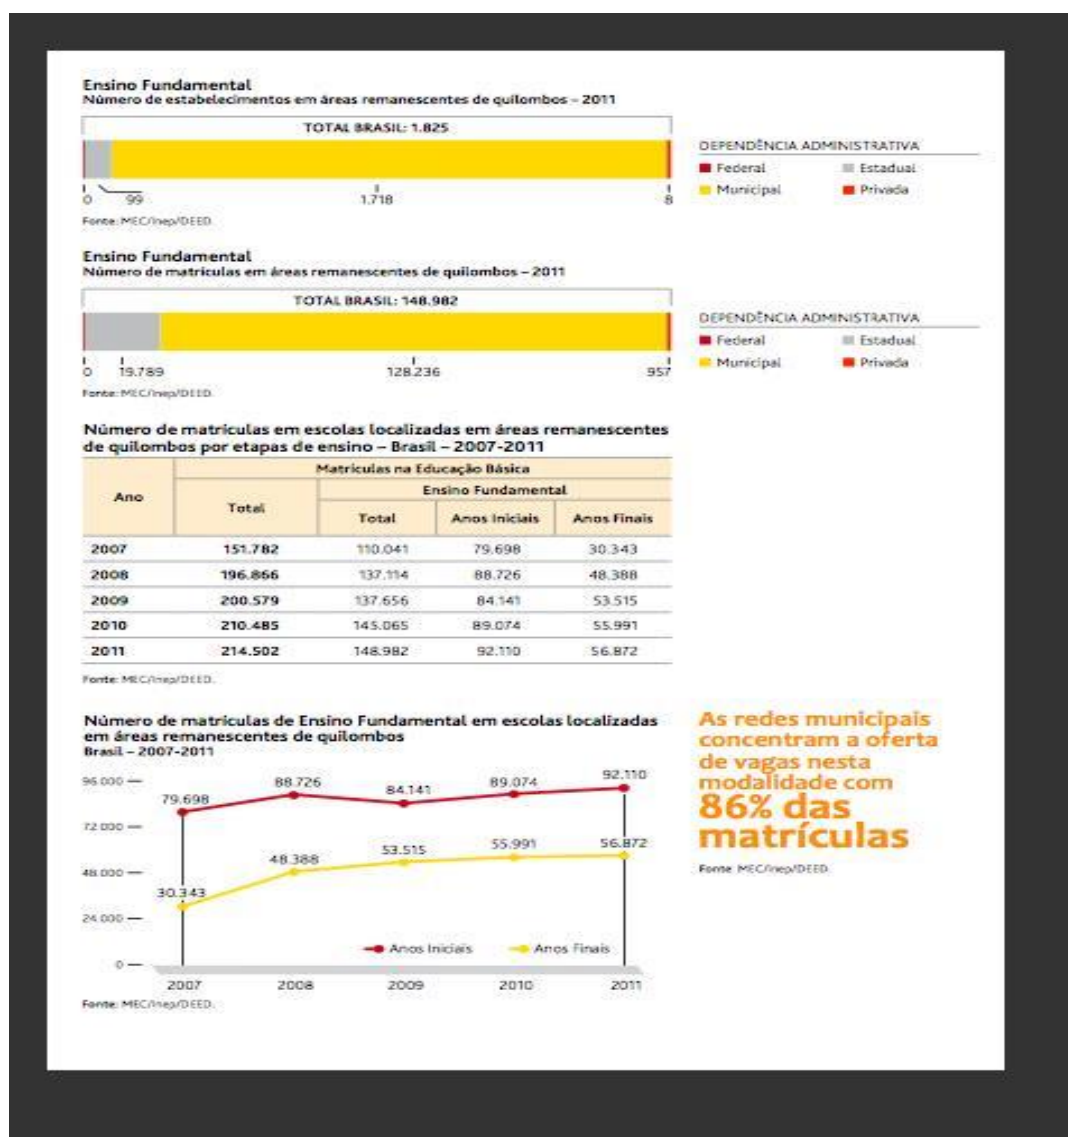 Ensino Fundamental
Número de estabelecimentos em áreas remanescentes de quilombos – 2011
TOTAL BRASIL: 1.825
0 99 1.718 8
DEPENDÊNCIA ADMINISTRATIVA
Federal Estadual
Municipal Privada
Fonte: MEC/Inep/DEED.
Ensino Fundamental
Número de matrículas em áreas remanescentes de quilombos – 2011
TOTAL BRASIL: 148.982
0 19.789 128.236 957
DEPENDÊNCIA ADMINISTRATIVA
Federal Estadual
Municipal Privada
Fonte: MEC/Inep/DEED.
Número de matrículas em escolas localizadas em áreas remanescentes
de quilombos por etapas de ensino – Brasil – 2007-2011
Matrículas na Educação Básica
Ano
Ensino Fundamental
Total
Total Anos Iniciais Anos Finais
2007 151.782 110.041 79.698 30.343
2008 196.866 137.114 88.726 48.388
2009 200.579 137.656 84.141 53.515
2010 210.485 145.065 89.074 55.991
2011 214.502 148.982 92.110 56.872
Fonte: MEC/Inep/DEED.
Número de matrículas de Ensino Fundamental em escolas localizadas
em áreas remanescentes de quilombos
Brasil – 2007-2011
96.000
72.000
48.000
24.000
0
79.698 88.726 84.141 89.074 92.110
30.343 48.388 53.515 55.991 56.872
Anos Iniciais Anos Finais
2007 2008 2009 2010 2011
Fonte: MEC/Inep/DEED.
As redes municipais
concentram a oferta
de vagas nesta
modalidade com
86% das
matrículas
Fonte: MEC/Inep/DEED.